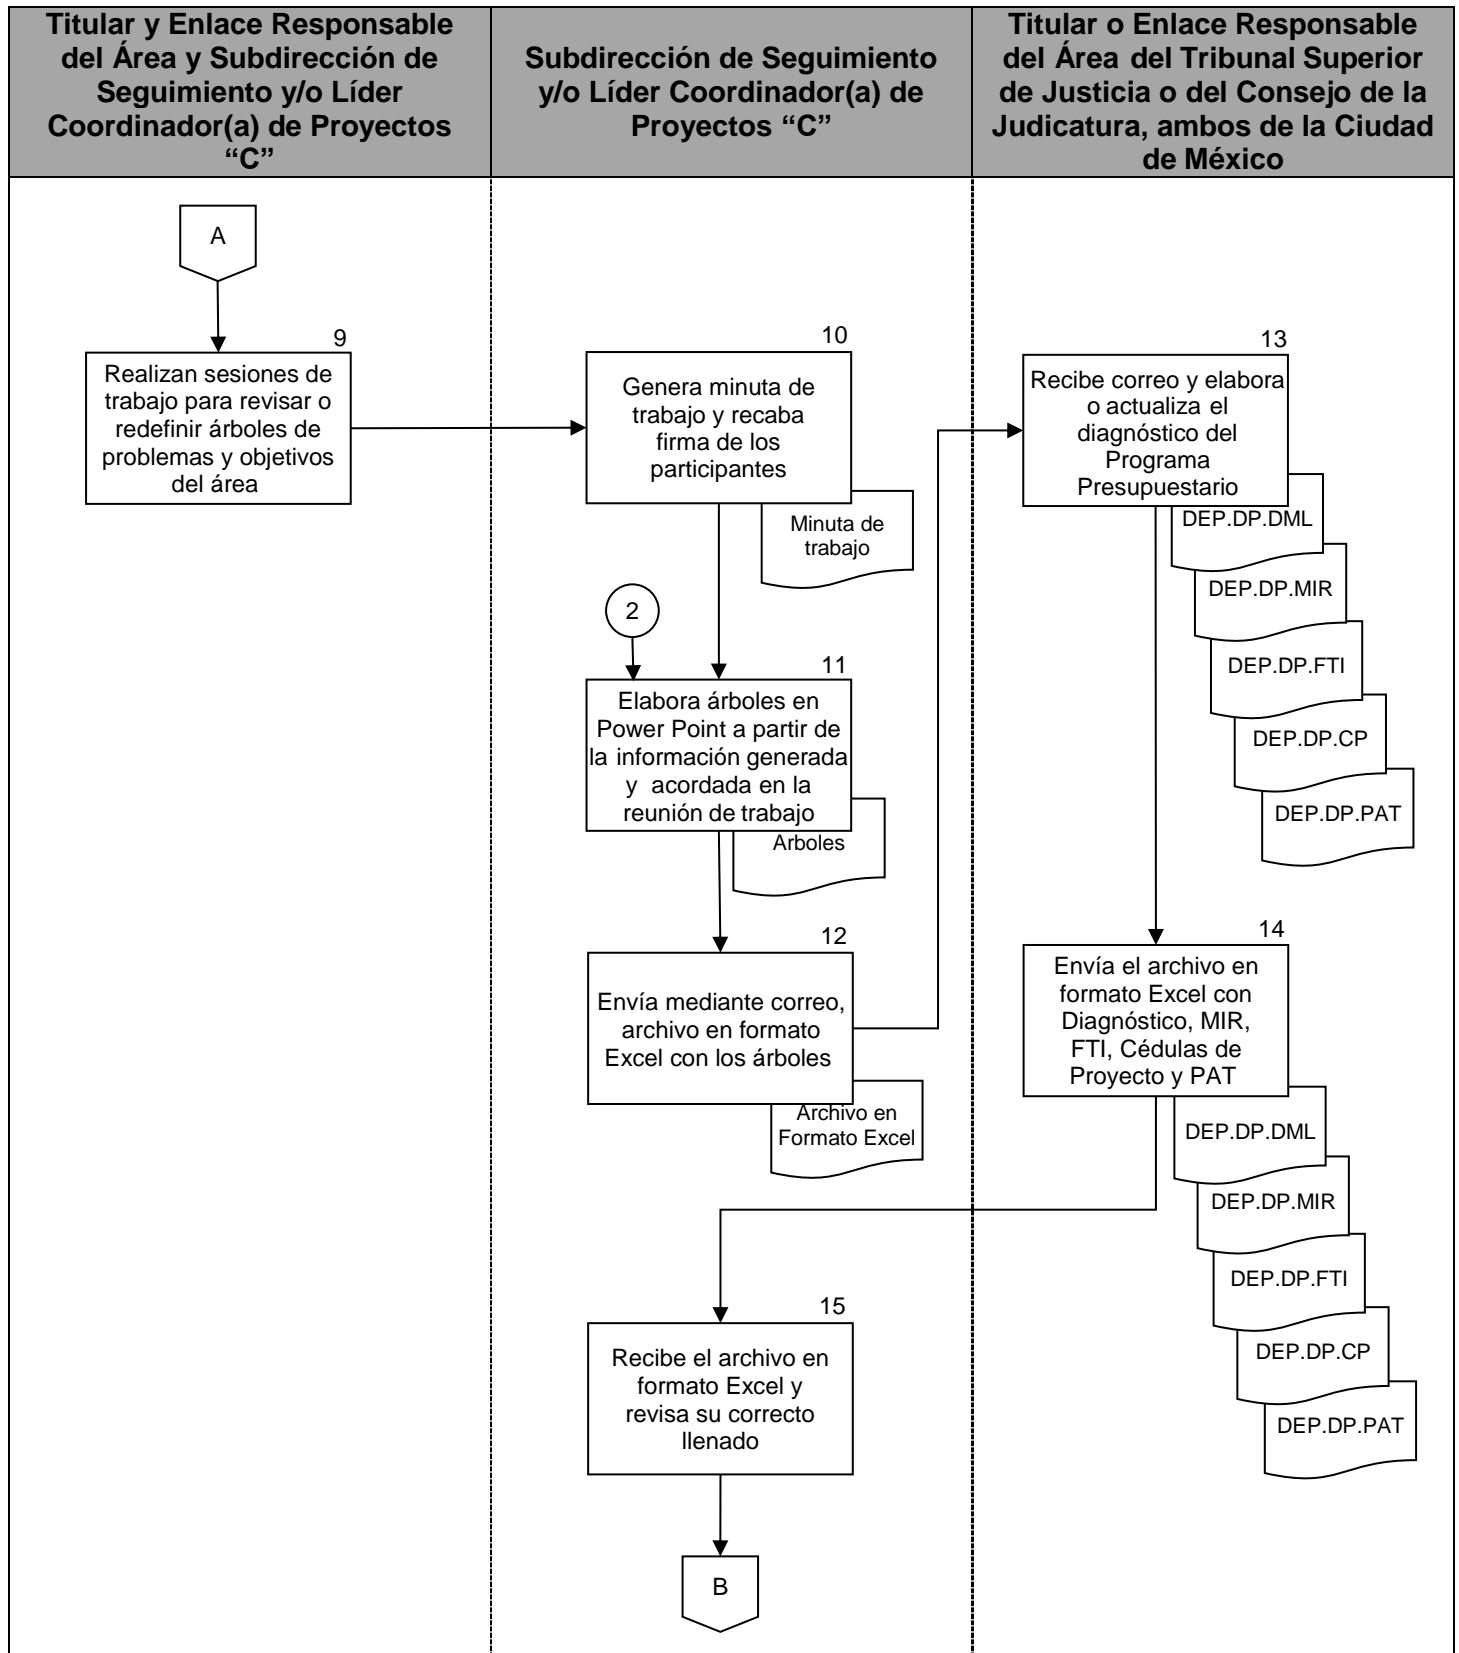 Titular y Enlace Responsable
del Área y Subdirección de
Seguimiento y/o Líder
Coordinador(a) de Proyectos
“C”
Subdirección de Seguimiento
y/o Líder Coordinador(a) de
Proyectos “C”
Titular o Enlace Responsable
del Área del Tribunal Superior
de Justicia o del Consejo de la
Judicatura, ambos de la Ciudad
de México
A
9
Realizan sesiones de
trabajo para revisar o
redefinir árboles de
problemas y objetivos
del área
10
Genera minuta de
trabajo y recaba
firma de los
participantes
Minuta de
trabajo
2
11
Elabora árboles en
Power Point a partir de
la información generada
y acordada en la
reunión de trabajo
Arboles
12
Envía mediante correo,
archivo en formato
Excel con los árboles
Archivo en
Formato Excel
13
Recibe correo y elabora
o actualiza el
diagnóstico del
Programa
Presupuestario
DEP.DP.DML
DEP.DP.MIR
DEP.DP.FTI
DEP.DP.CP
DEP.DP.PAT
14
Envía el archivo en
formato Excel con
Diagnóstico, MIR,
FTI, Cédulas de
Proyecto y PAT
DEP.DP.DML
DEP.DP.MIR
DEP.DP.FTI
DEP.DP.CP
DEP.DP.PAT
15
Recibe el archivo en
formato Excel y
revisa su correcto
llenado
B